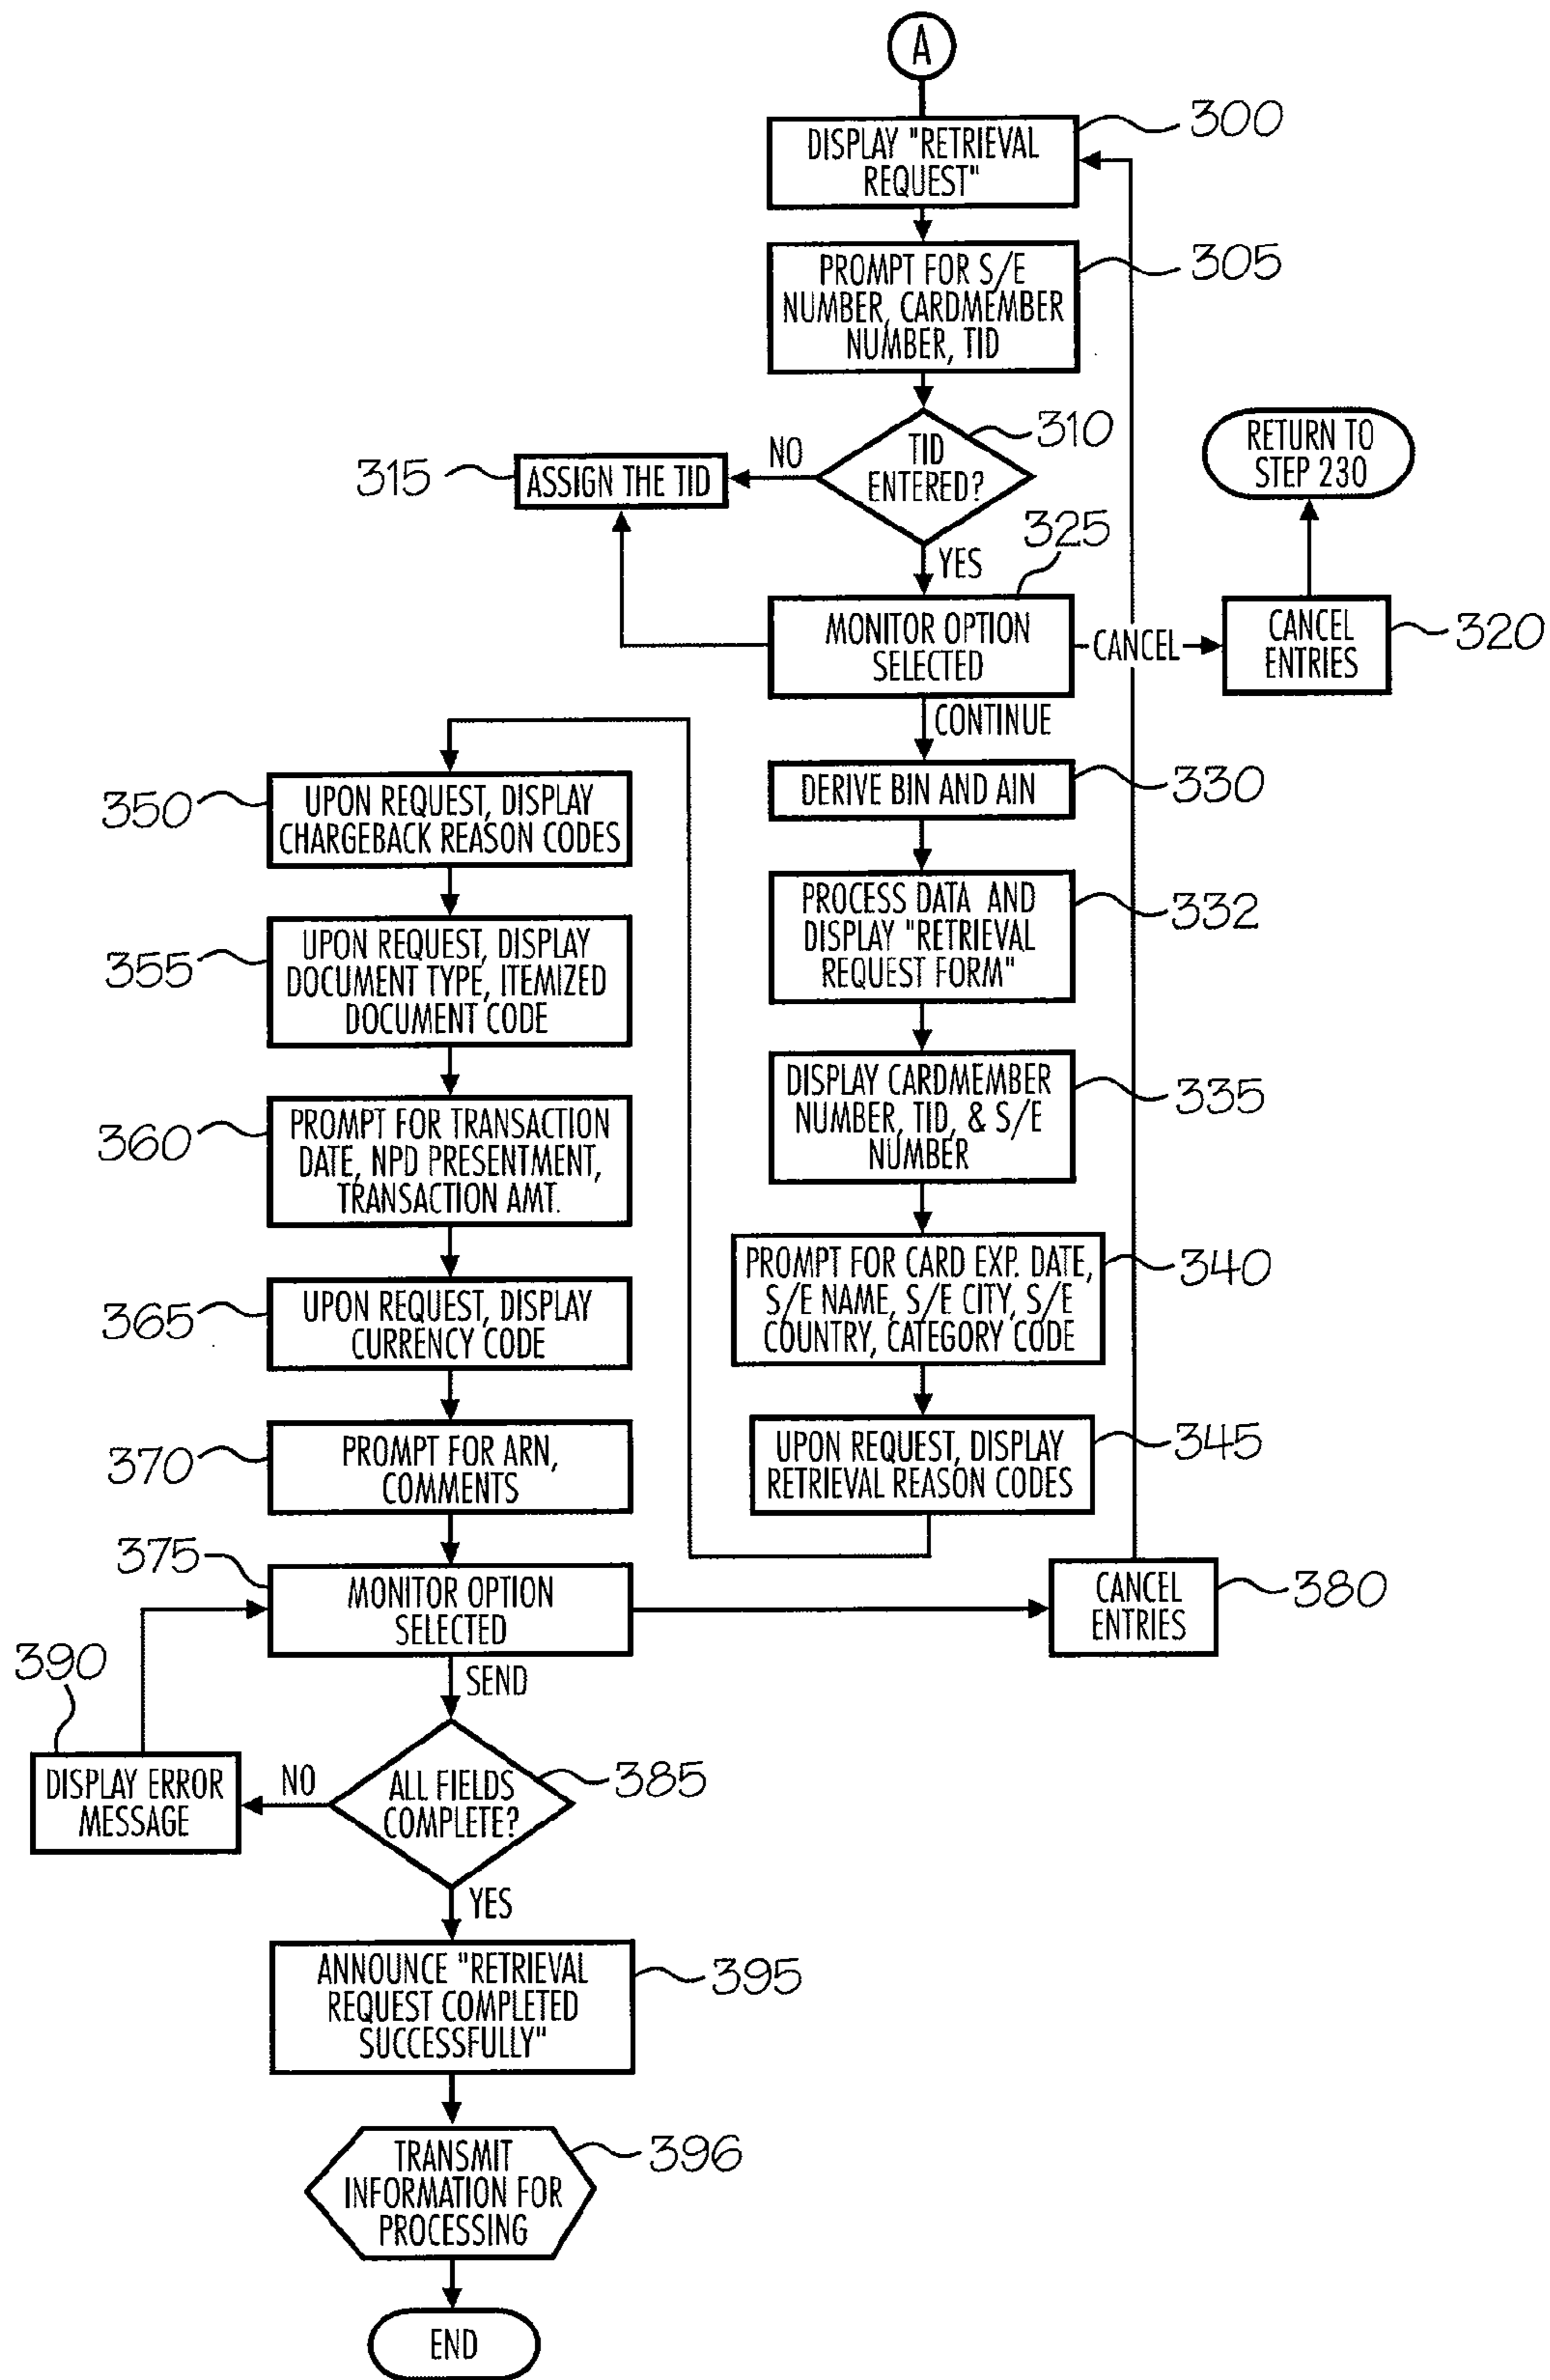 A
DISPLAY "RETRIEVAL
REQUEST"
300
PROMPT FOR S/E
NUMBER, CARDMEMBER
NUMBER, TID
305
TID
ENTERED?
310
NO
ASSIGN THE TID
315
RETURN TO
STEP 230
YES
325
MONITOR OPTION
SELECTED
CANCEL
CANCEL
ENTRIES
320
CONTINUE
DERIVE BIN AND AIN
330
PROCESS DATA AND
DISPLAY "RETRIEVAL
REQUEST FORM"
332
DISPLAY CARDMEMBER
NUMBER, TID, & S/E
NUMBER
335
PROMPT FOR CARD EXP. DATE,
S/E NAME, S/E CITY, S/E
COUNTRY, CATEGORY CODE
340
UPON REQUEST, DISPLAY
RETRIEVAL REASON CODES
345
350
UPON REQUEST, DISPLAY
CHARGEBACK REASON CODES
355
UPON REQUEST, DISPLAY
DOCUMENT TYPE, ITEMIZED
DOCUMENT CODE
360
PROMPT FOR TRANSACTION
DATE, NPD PRESENTMENT,
TRANSACTION AMT.
365
UPON REQUEST, DISPLAY
CURRENCY CODE
370
PROMPT FOR ARN,
COMMENTS
375
MONITOR OPTION
SELECTED
CANCEL
ENTRIES
380
SEND
390
DISPLAY ERROR
MESSAGE
NO
ALL FIELDS
COMPLETE?
385
YES
ANNOUNCE "RETRIEVAL
REQUEST COMPLETED
SUCCESSFULLY"
395
TRANSMIT
INFORMATION FOR
PROCESSING
396
END